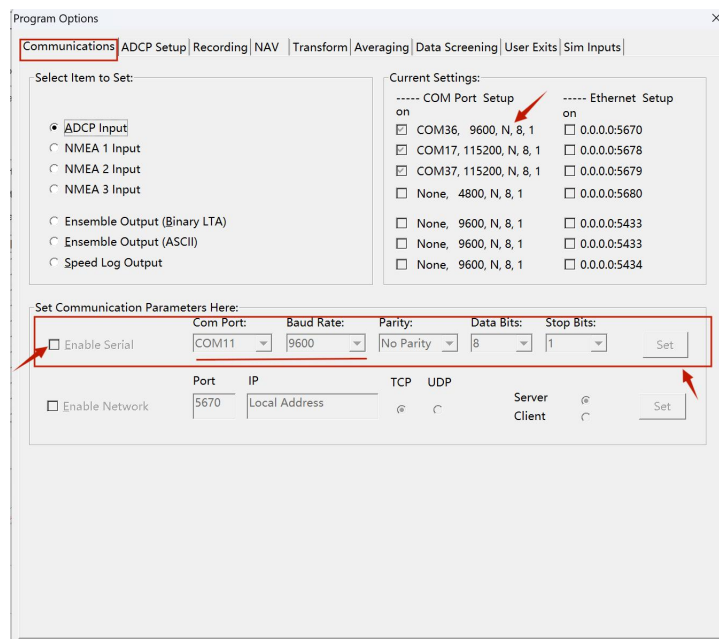 Program Options
Communications ADCP Setup Recording NAV Transform Averaging Data Screening User Exits Sim Inputs
Select Item to Set:
ADCP Input
NMEA 1 Input
NMEA 2 Input
NMEA 3 Input
Ensemble Output (Binary LTA)
Ensemble Output (ASCII)
Speed Log Output
Current Settings:
----- COM Port Setup ----- Ethernet Setup
on on
COM36, 9600, N, 8, 1 0.0.0.0:5670
COM17, 115200, N, 8, 1 0.0.0.0:5678
COM37, 115200, N, 8, 1 0.0.0.0:5679
None, 4800, N, 8, 1 0.0.0.0:5680
None, 9600, N, 8, 1 0.0.0.0:5433
None, 9600, N, 8, 1 0.0.0.0:5433
None, 9600, N, 8, 1 0.0.0.0:5434
Set Communication Parameters Here:
Com Port: Baud Rate: Parity: Data Bits: Stop Bits:
Enable Serial COM11 9600 No Parity 8 1 Set
Port IP TCP UDP
Enable Network 5670 Local Address Server Set
Client